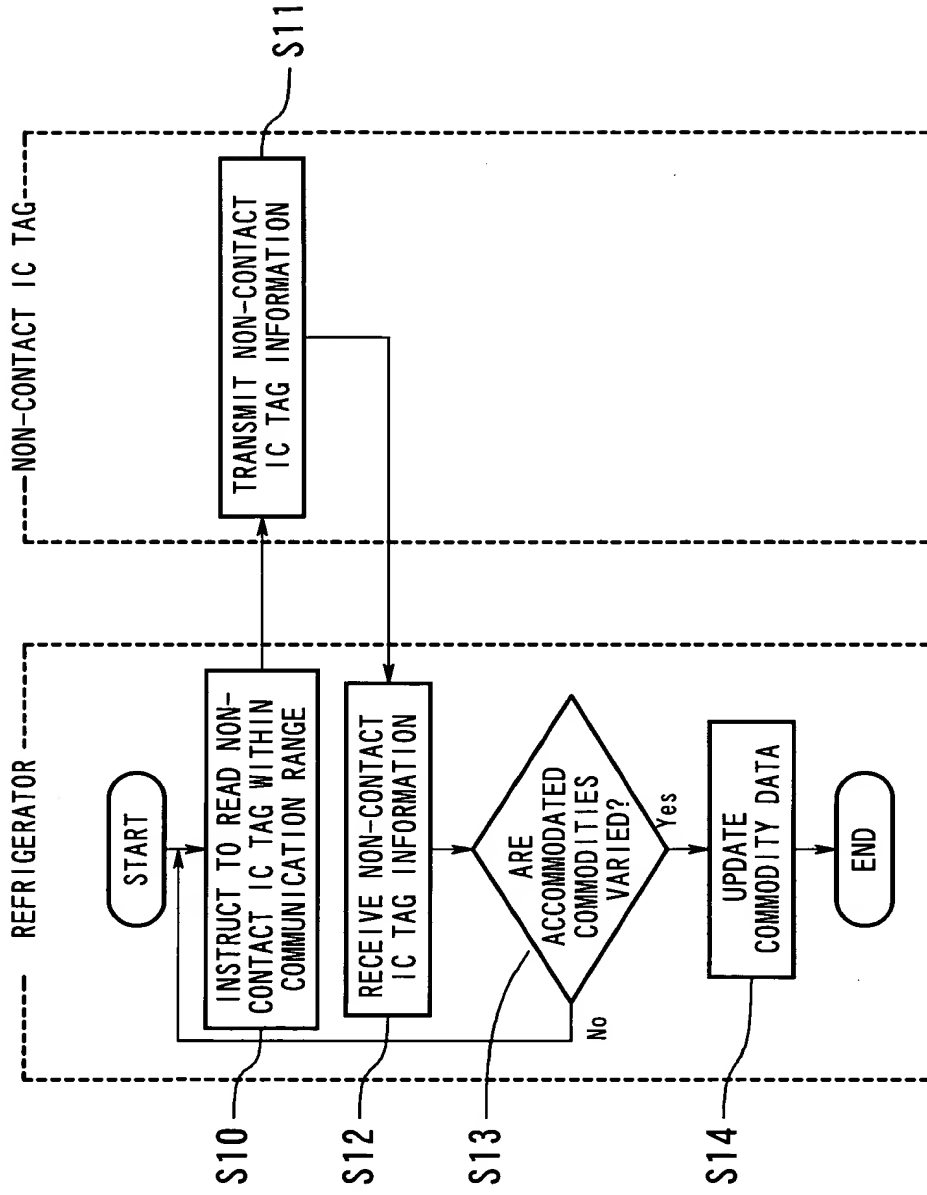 REFRIGERATOR
NON-CONTACT IC TAG
START
S10
INSTRUCT TO READ NON-
CONTACT IC TAG WITHIN
COMMUNICATION RANGE
TRANSMIT NON-CONTACT
IC TAG INFORMATION
S11
S12
RECEIVE NON-CONTACT
IC TAG INFORMATION
S13
ARE
ACCOMMODATED
COMMODITIES
VARIED?
No
Yes
S14
UPDATE
COMMODITY DATA
END